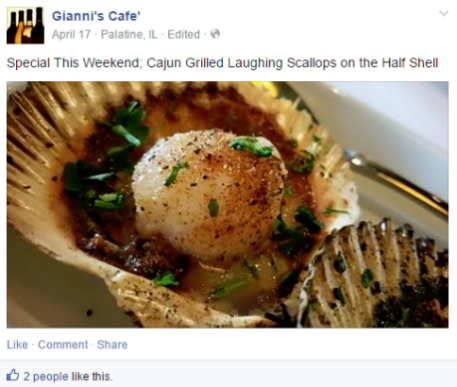 Gianni's Cafe'
April 17 · Palatine, IL · Edited ·
Special This Weekend; Cajun Grilled Laughing Scallops on the Half Shell
Like · Comment · Share
2 people like this.